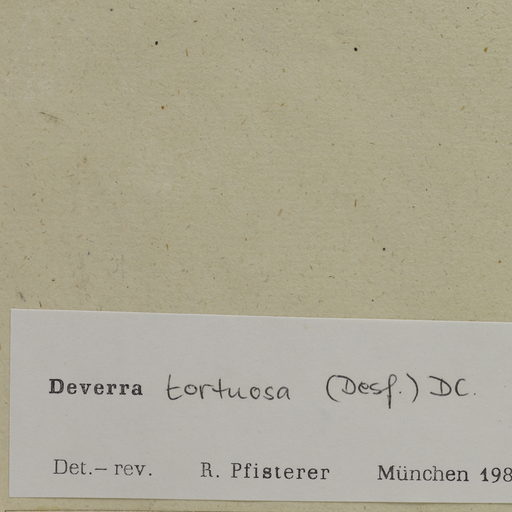 Deverra tortuosa (Desf.) DC.
Det.– rev. R. Pfisterer München 198